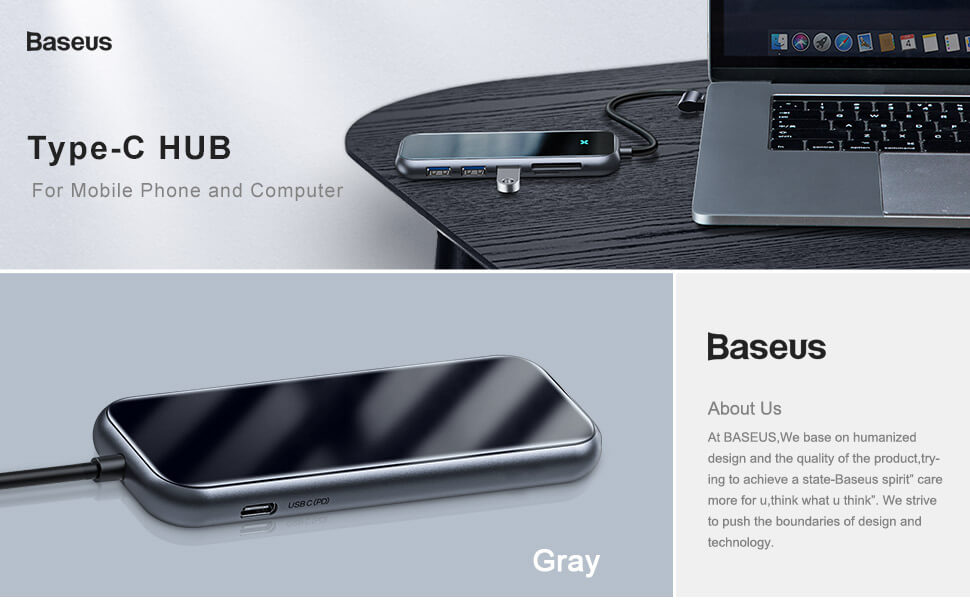 Baseus
Type-C HUB
For Mobile Phone and Computer
USB C (PD)
Gray
Baseus
About Us
At BASEUS,We base on humanized
design and the quality of the product,try-
ing to achieve a state-Baseus spirit” care
more for u,think what u think”. We strive
to push the boundaries of design and
technology.